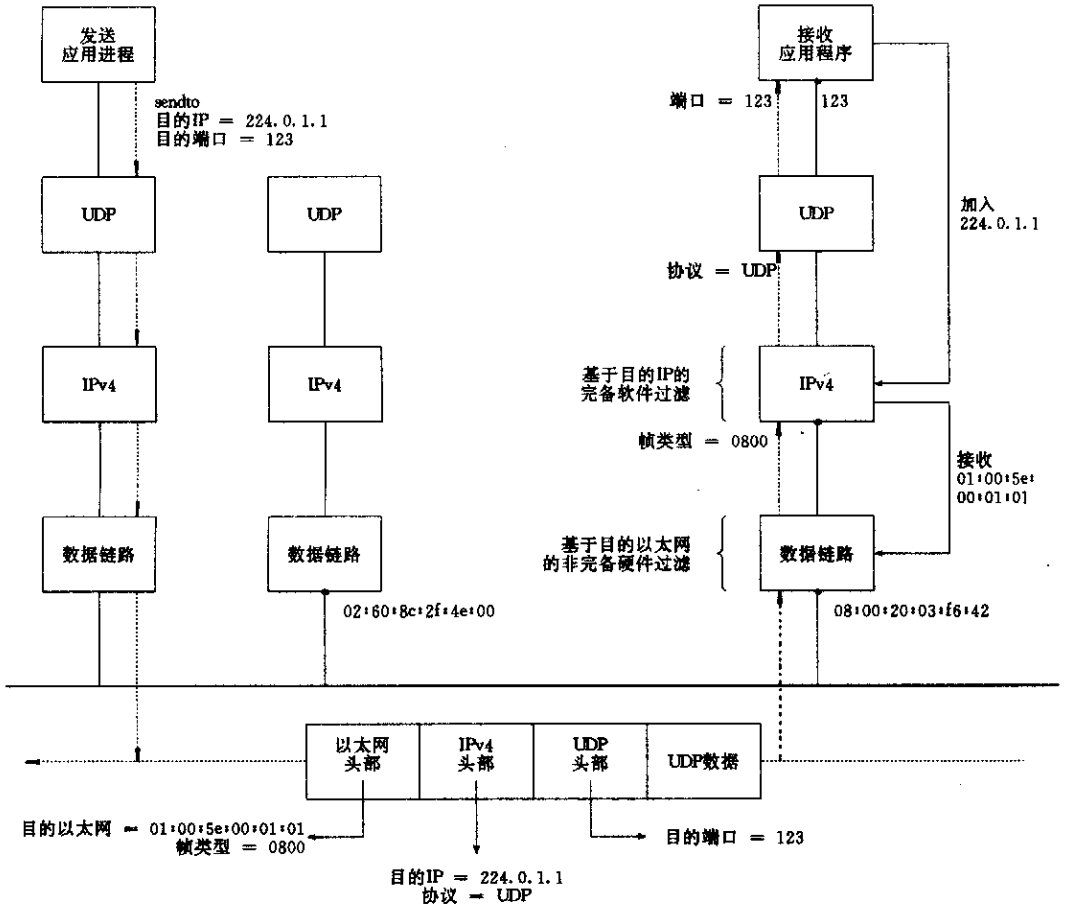 发送
应用进程
接收
应用程序
sendto
目的IP = 224.0.1.1
目的端口 = 123
端口 = 123
123
UDP
UDP
UDP
加入
224.0.1.1
协议 = UDP
IPv4
IPv4
基于目的IP的
完备软件过滤
IPv4
帧类型 = 0800
接收
01:00:5e:
00:01:01
数据链路
数据链路
基于目的以太网
的非完备硬件过滤
数据链路
02:60:8c:2f:4e:00
08:00:20:03:f6:42
以太网
头部
IPv4
头部
UDP
头部
UDP数据
目的以太网 = 01:00:5e:00:01:01
帧类型 = 0800
目的端口 = 123
目的IP = 224.0.1.1
协议 = UDP